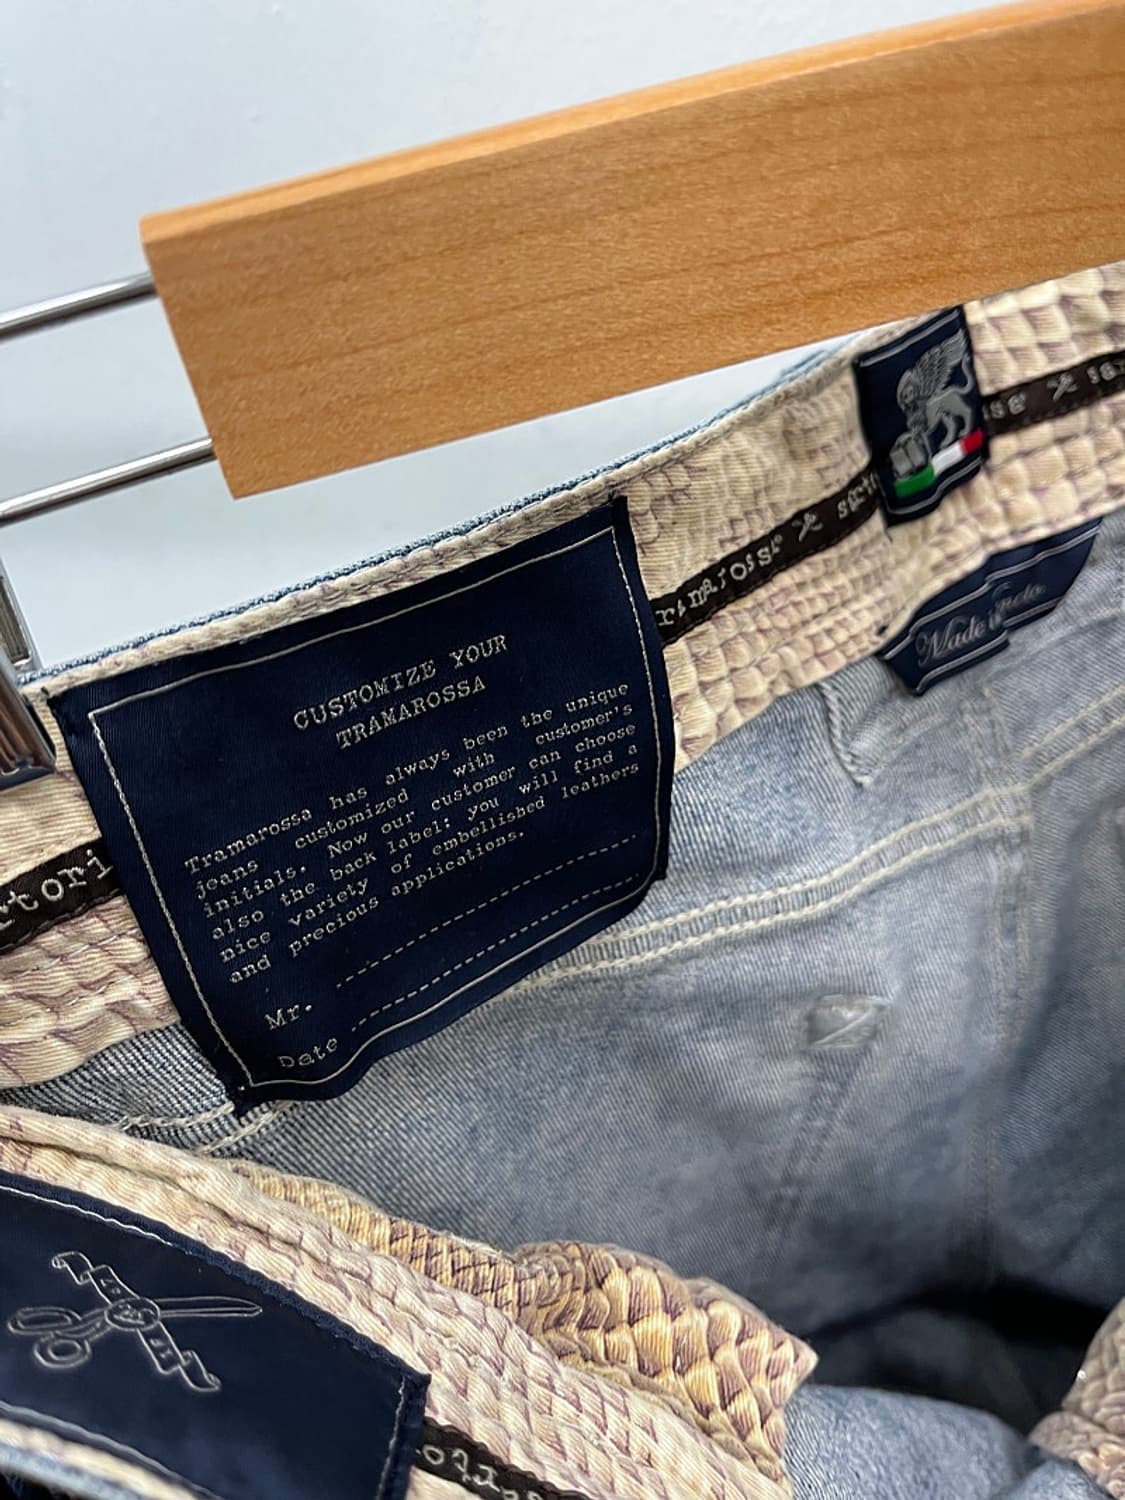 CUSTOMIZE YOUR
TRAMAROSSA
Tramarossa has always been the unique
jeans customized with customer's
initials. Now our customer can choose
also the back label: you will find a
nice variety of embellished leathers
and precious applications.
Mr.
Date
Made